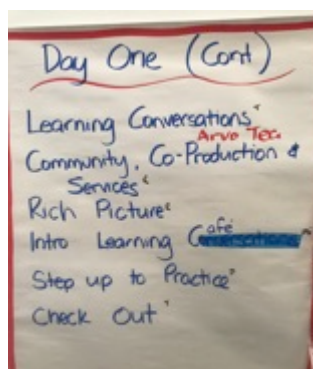 Day One (Cont)
Learning Conversations
Arvo Tea
Community, Co-Production &
Services
Rich Picture
Intro Learning Café
Step up to Practice
Check Out